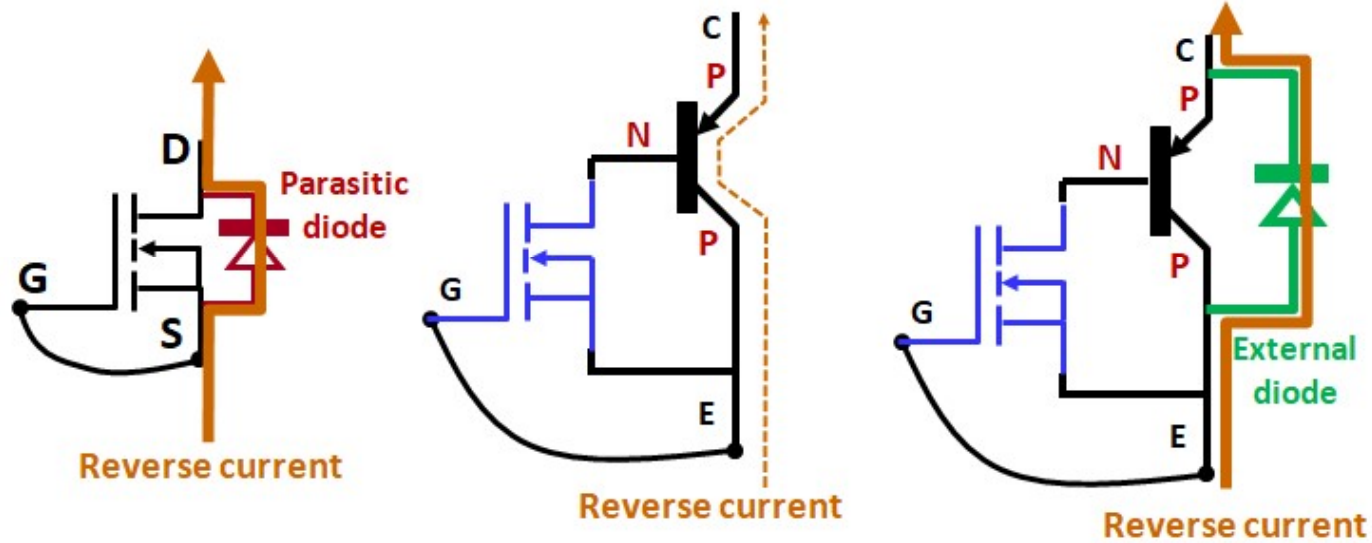 D
Parasitic
diode
G
S
Reverse current
C
P
N
P
G
E
Reverse current
C
P
N
P
G
External
diode
E
Reverse current